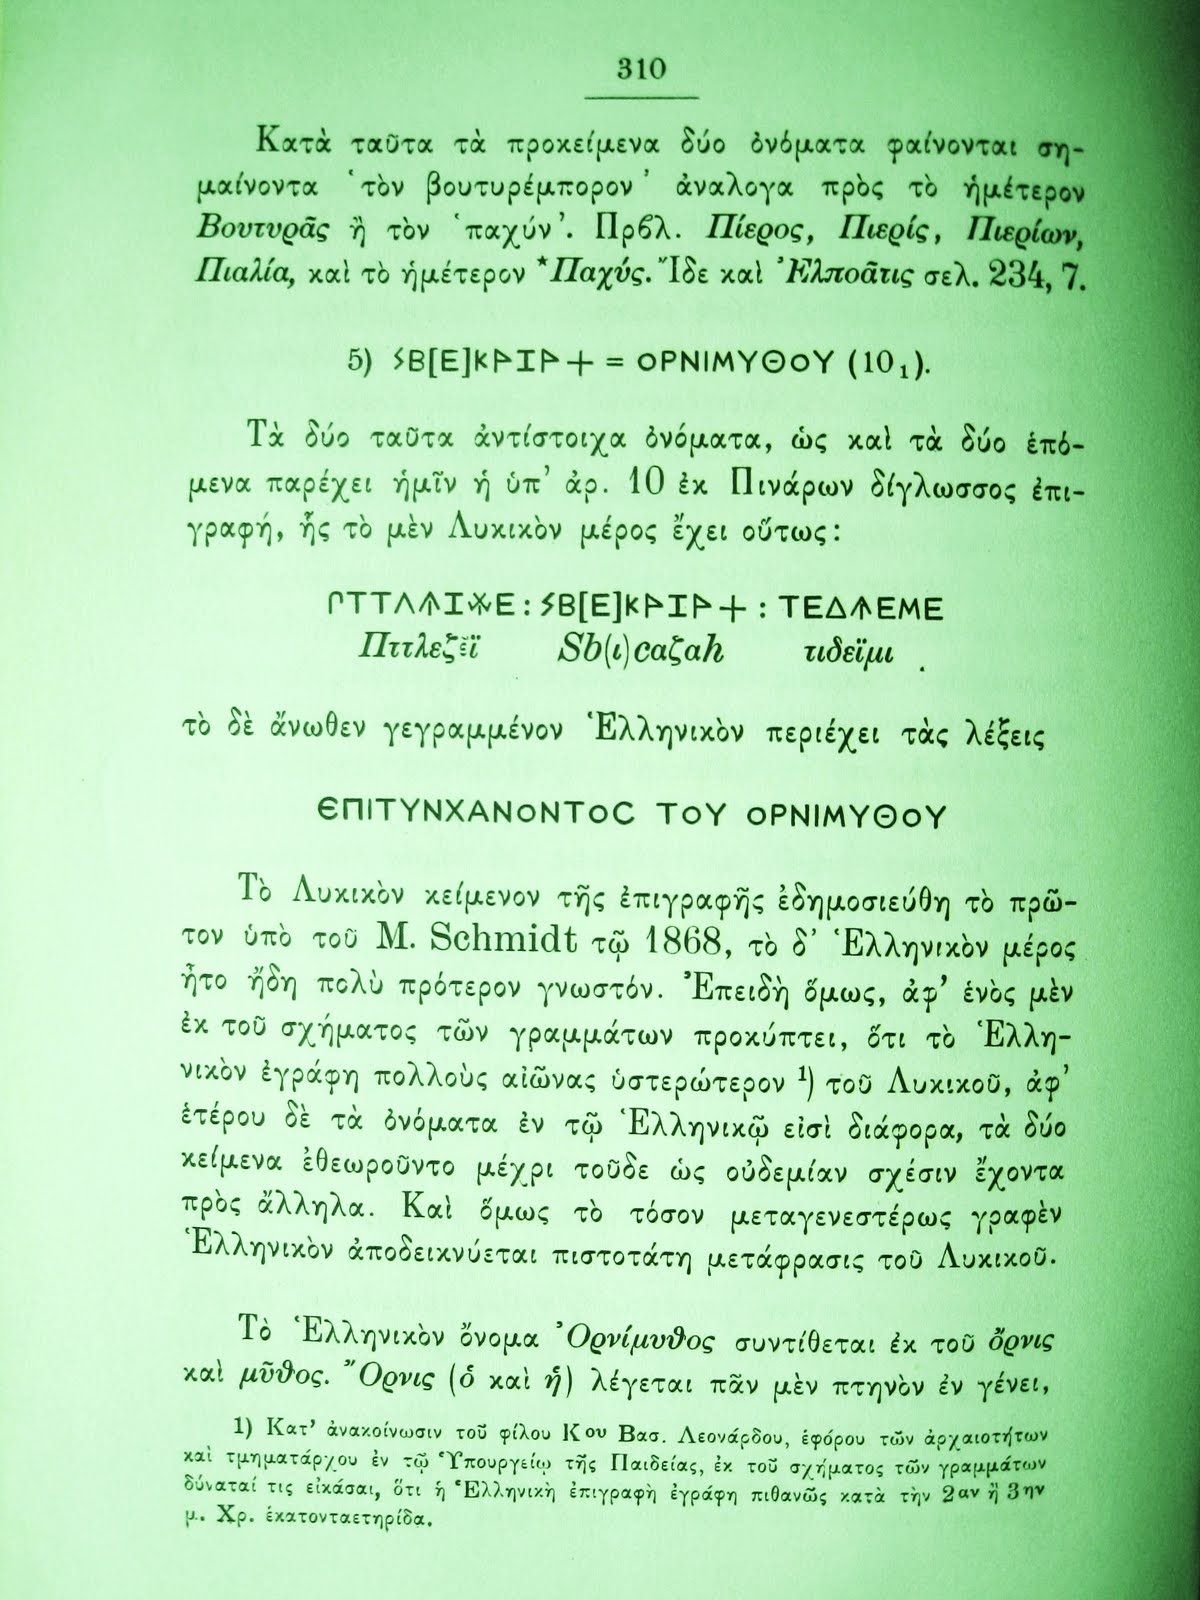 310
Κατὰ ταῦτα τὰ προκείμενα δύο ὀνόματα φαίνονται ση-
μαίνοντα ‛τὸν βουτυρέμπορον’ ἀναλογα πρὸς τὸ ἡμέτερον
Βουτυρᾶς ἢ τὸν ‛παχύν’. Πρβλ. Πίερος, Πιερίς, Πιερίων,
Πιαλία, καὶ τὸ ἡμέτερον *Παχύς. Ἴδε καὶ Ἐλποᾶτις σελ. 234, 7.
5) = ΟΡΝΙΜΥΘΟΥ (10₁).
Τὰ δύο ταῦτα ἀντίστοιχα ὀνόματα, ὡς καὶ τὰ δύο ἑπό-
μενα παρέχει ἡμῖν ἡ ὑπ’ ἀρ. 10 ἐκ Πινάρων δίγλωσσος ἐπι-
γραφή, ἧς τὸ μὲν Λυκικὸν μέρος ἔχει οὕτως:
Sb(ι)caζah τιδεϊμι
τὸ δὲ ἄνωθεν γεγραμμένον Ἑλληνικὸν περιέχει τὰς λέξεις
ЄΠΙΤΥΝΧΑΝΟΝΤΟϹ ΤΟΥ ΟΡΝΙΜΥΘΟΥ
Τὸ Λυκικὸν κείμενον τῆς ἐπιγραφῆς ἐδημοσιεύθη τὸ πρῶ-
τον ὑπὸ τοῦ M. Schmidt τῷ 1868, τὸ δ’ Ἑλληνικὸν μέρος
ἦτο ἤδη πολὺ πρότερον γνωστόν. Ἐπειδὴ ὅμως, ἀφ’ ἑνὸς μὲν
ἐκ τοῦ σχήματος τῶν γραμμάτων προκύπτει, ὅτι τὸ Ἑλλη-
νικὸν ἐγράφη πολλοὺς αἰῶνας ὑστερώτερον ¹) τοῦ Λυκικοῦ, ἀφ’
ἑτέρου δὲ τὰ ὀνόματα ἐν τῷ Ἑλληνικῷ εἰσὶ διάφορα, τὰ δύο
κείμενα ἐθεωροῦντο μέχρι τοῦδε ὡς οὐδεμίαν σχέσιν ἔχοντα
πρὸς ἄλληλα. Καὶ ὅμως τὸ τόσον μεταγενεστέρως γραφὲν
Ἑλληνικὸν ἀποδεικνύεται πιστοτάτη μετάφρασις τοῦ Λυκικοῦ.
Τὸ Ἑλληνικὸν ὄνομα Ὀρνίμυθος συντίθεται ἐκ τοῦ ὄρνις
καὶ μῦθος. Ὄρνις (ὁ καὶ ἡ) λέγεται πᾶν μὲν πτηνὸν ἐν γένει,
1) Κατ’ ἀνακοίνωσιν τοῦ φίλου Κου Βασ. Λεονάρδου, ἐφόρου τῶν ἀρχαιοτήτων
καὶ τμηματάρχου ἐν τῷ Ὑπουργείῳ τῆς Παιδείας, ἐκ τοῦ σχήματος τῶν γραμμάτων
δύναταί τις εἰκάσαι, ὅτι ἡ Ἑλληνικὴ ἐπιγραφὴ ἐγράφη πιθανῶς κατὰ τὴν 2αν ἢ 3ην
μ. Χρ. ἑκατονταετηρίδα.